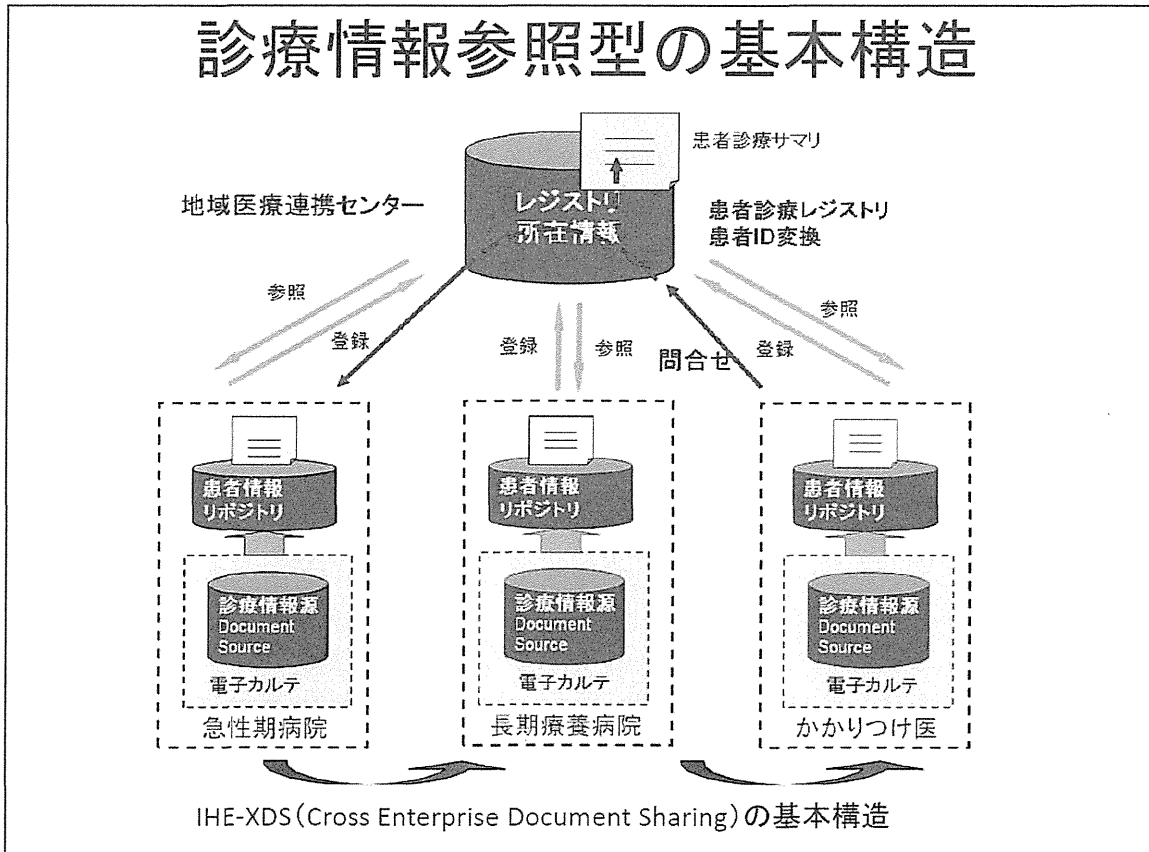 診療情報参照型の基本構造
患者診療サマリ
地域医療連携センター
レジストリ
所在情報
患者診療レジストリ
患者ID変換
参照
登録
登録
参照
問合せ
登録
参照
患者情報
リポジトリ
診療情報源
Document
Source
電子カルテ
急性期病院
患者情報
リポジトリ
診療情報源
Document
Source
電子カルテ
長期療養病院
患者情報
リポジトリ
診療情報源
Document
Source
電子カルテ
かかりつけ医
IHE-XDS(Cross Enterprise Document Sharing)の基本構造